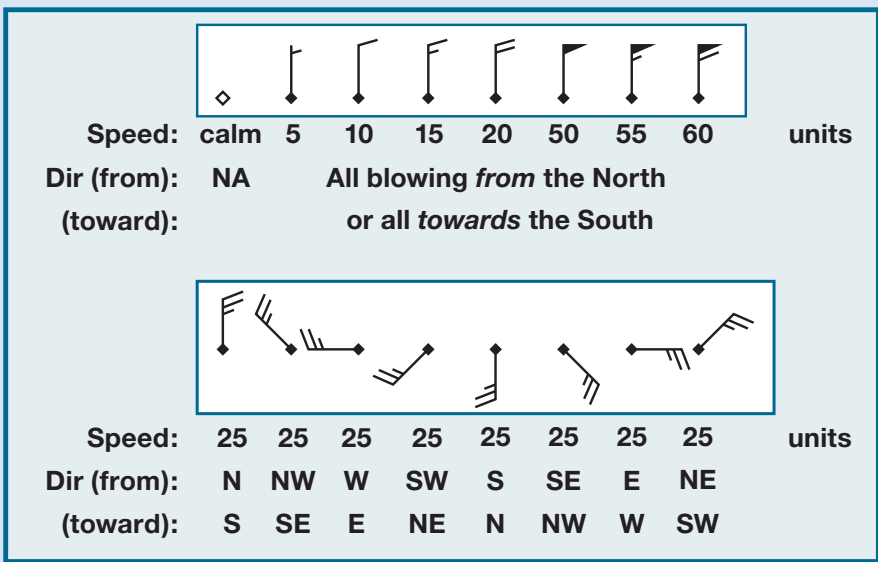 Speed: calm 5 10 15 20 50 55 60 units
Dir (from): NA All blowing from the North
(toward): or all towards the South
Speed: 25 25 25 25 25 25 25 25 units
Dir (from): N NW W SW S SE E NE
(toward): S SE E NE N NW W SW